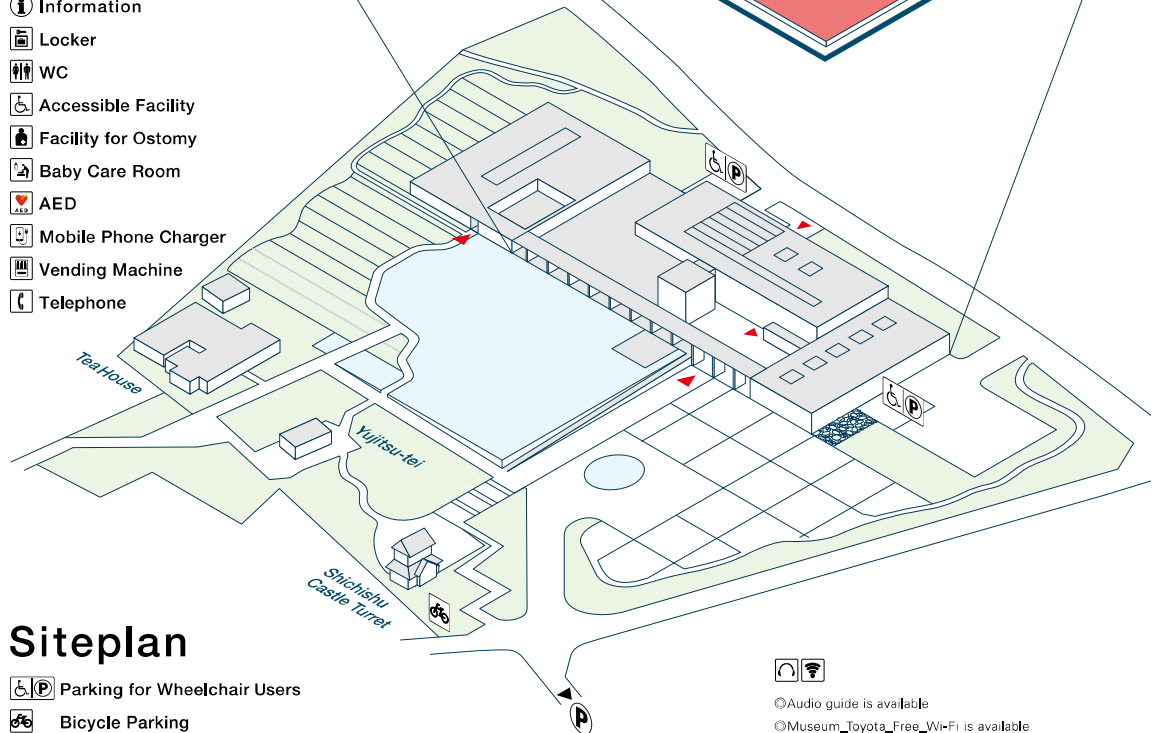 Information
Locker
WC
Accessible Facility
Facility for Ostomy
Baby Care Room
AED
AED
Mobile Phone Charger
Vending Machine
Telephone
P
Tea House
P
Yujitsu-tei
Shichishu
Castle Turret
Siteplan
P Parking for Wheelchair Users
Bicycle Parking
P
◎Audio guide is available
◎Museum_Toyota_Free_Wi-Fi is available